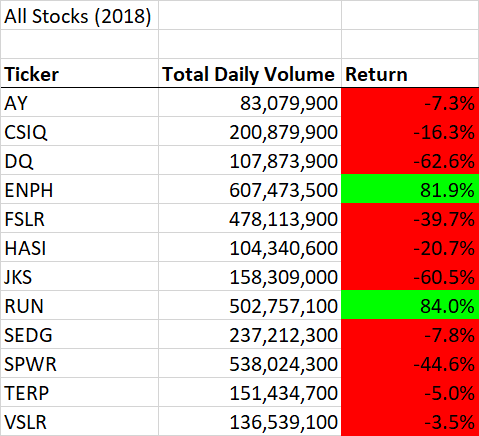 All Stocks (2018)
Ticker Total Daily Volume Return
AY 83,079,900 -7.3%
CSIQ 200,879,900 -16.3%
DQ 107,873,900 -62.6%
ENPH 607,473,500 81.9%
FSLR 478,113,900 -39.7%
HASI 104,340,600 -20.7%
JKS 158,309,000 -60.5%
RUN 502,757,100 84.0%
SEDG 237,212,300 -7.8%
SPWR 538,024,300 -44.6%
TERP 151,434,700 -5.0%
VSLR 136,539,100 -3.5%